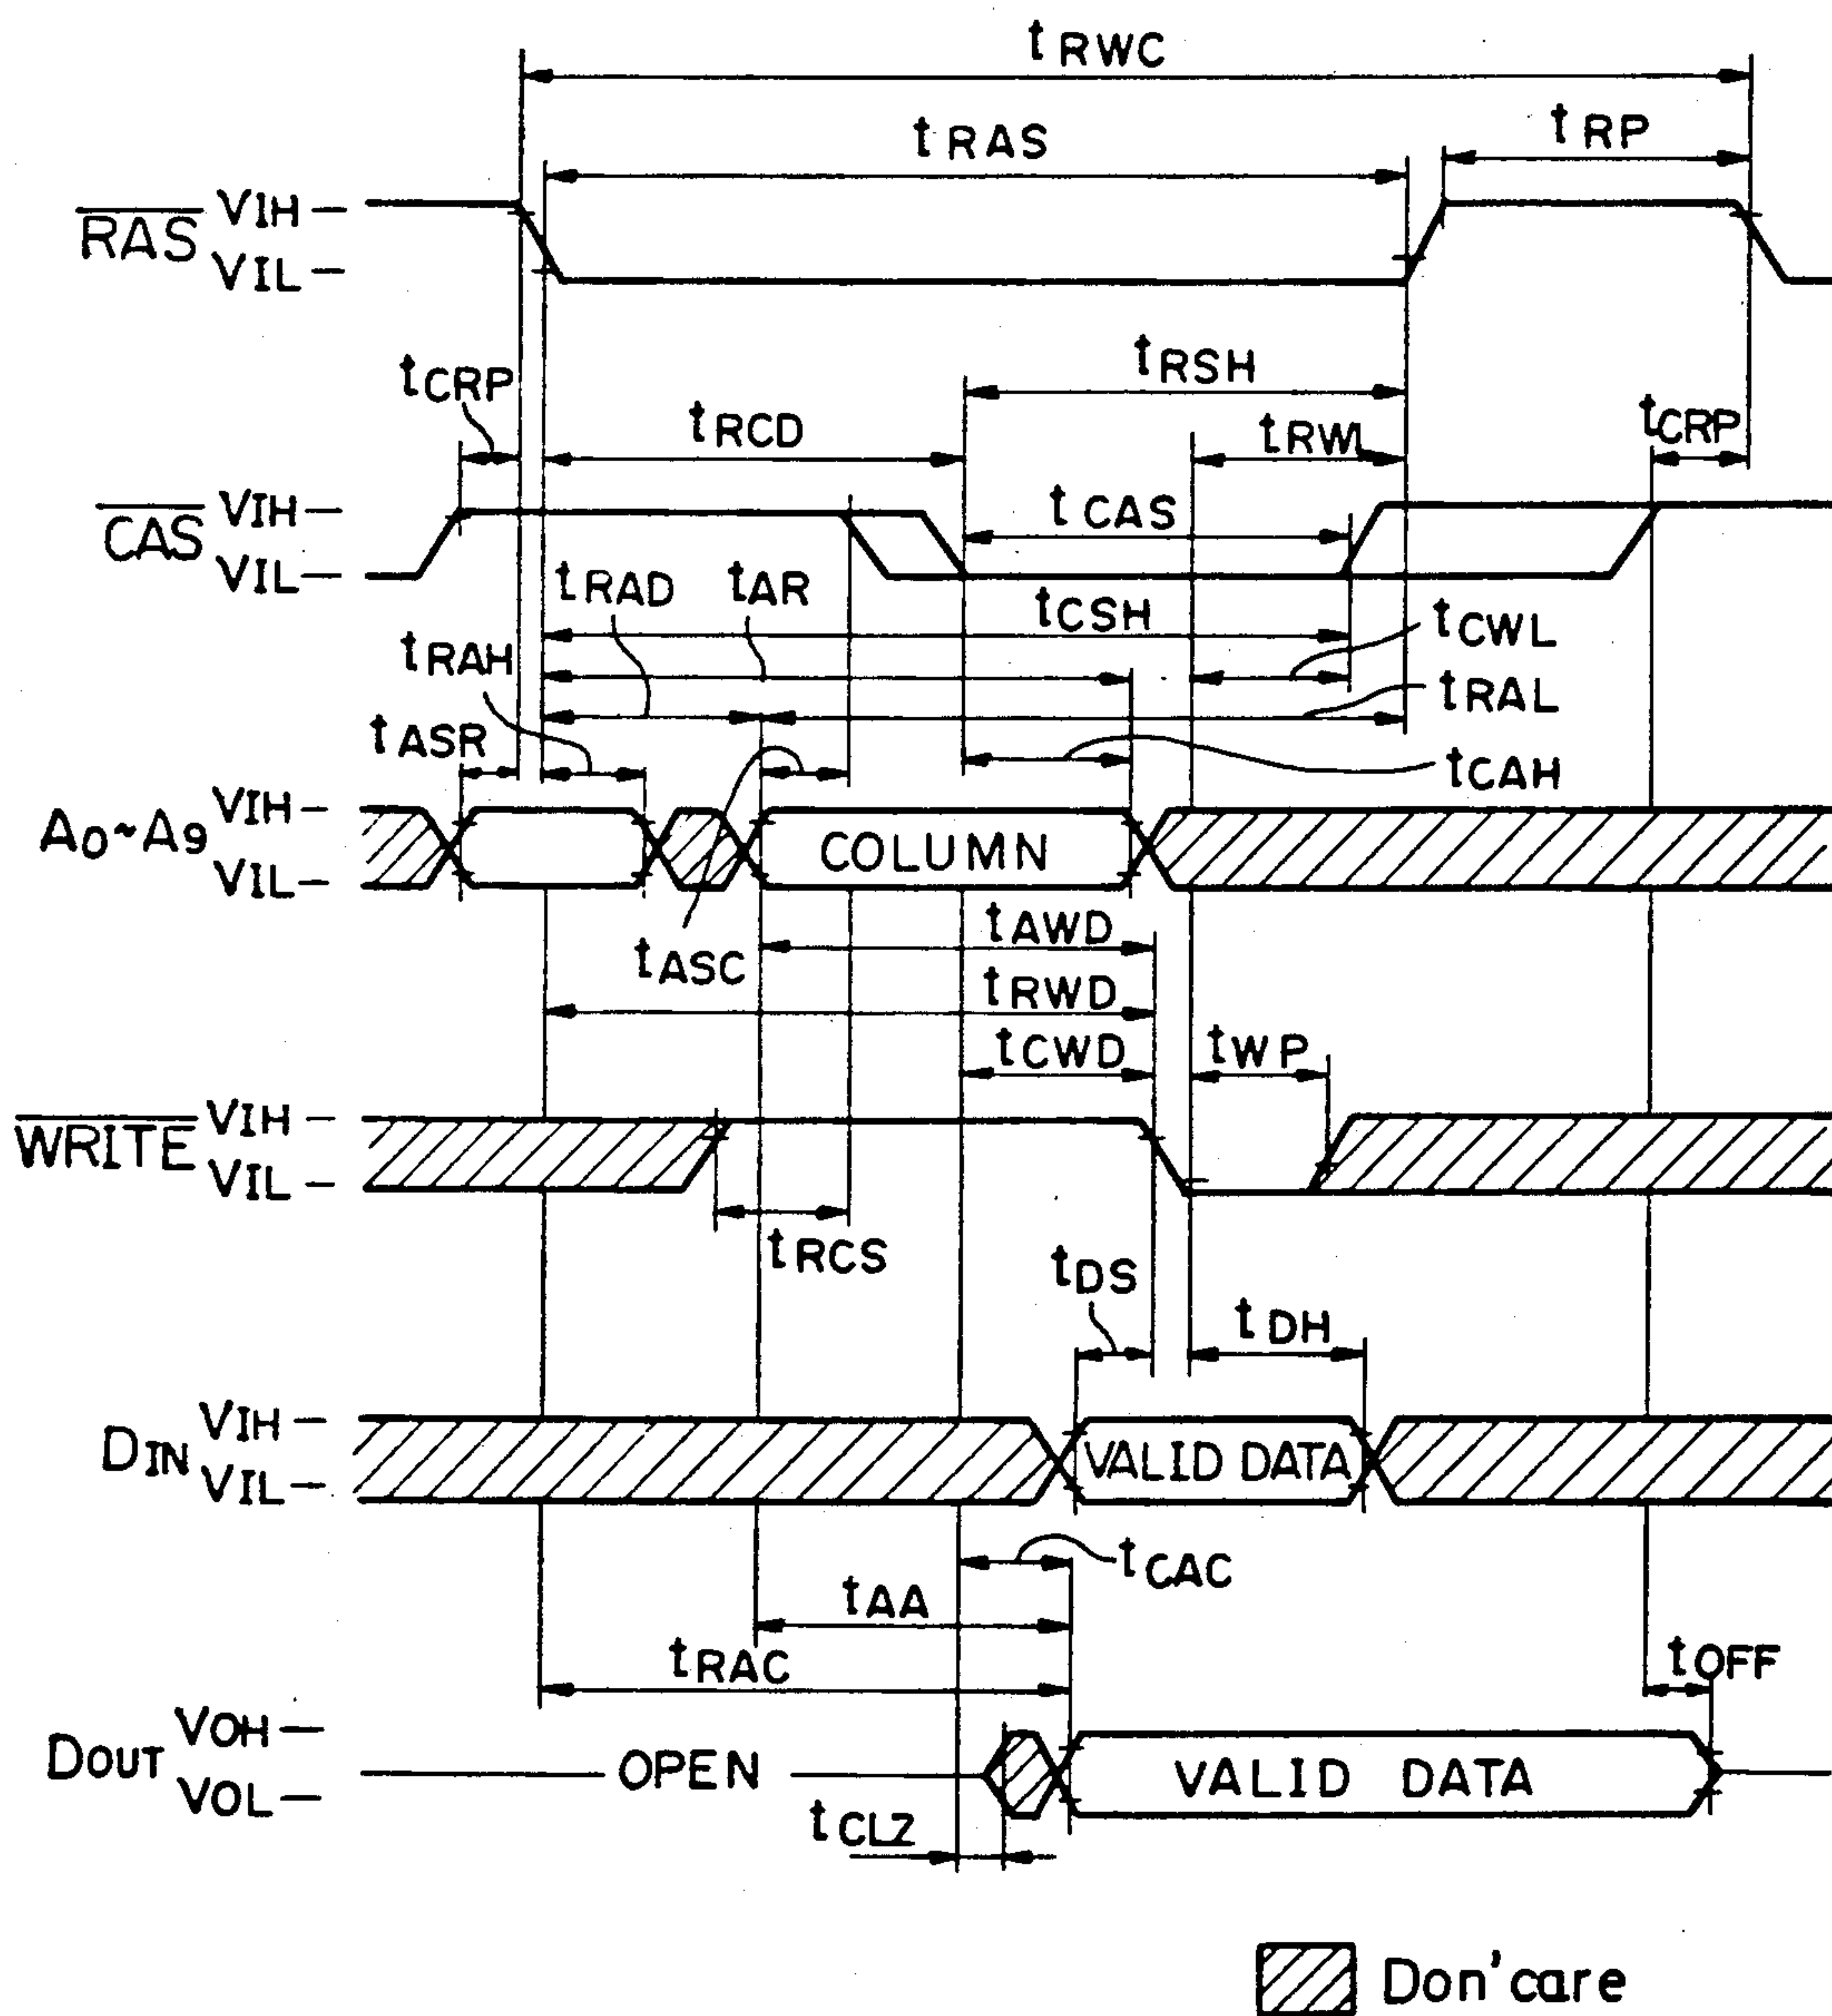 tRWC
tRAS
tRP
RAS VIH
VIL
tCRP
tRSH
tRCD
tRWL
tCRP
CAS VIH
VIL
tCAS
tRAD
tAR
tCSH
tCWL
tRAH
tRAL
tASR
tCAH
A0~A9 VIH
VIL
COLUMN
tASC
tAWD
tRWD
tCWD
tWP
WRITE VIH
VIL
tRCS
tDS
tDH
DIN VIH
VIL
VALID DATA
tCAC
tAA
tRAC
tOFF
DOUT VOH
VOL
OPEN
VALID DATA
tCLZ
Don'care